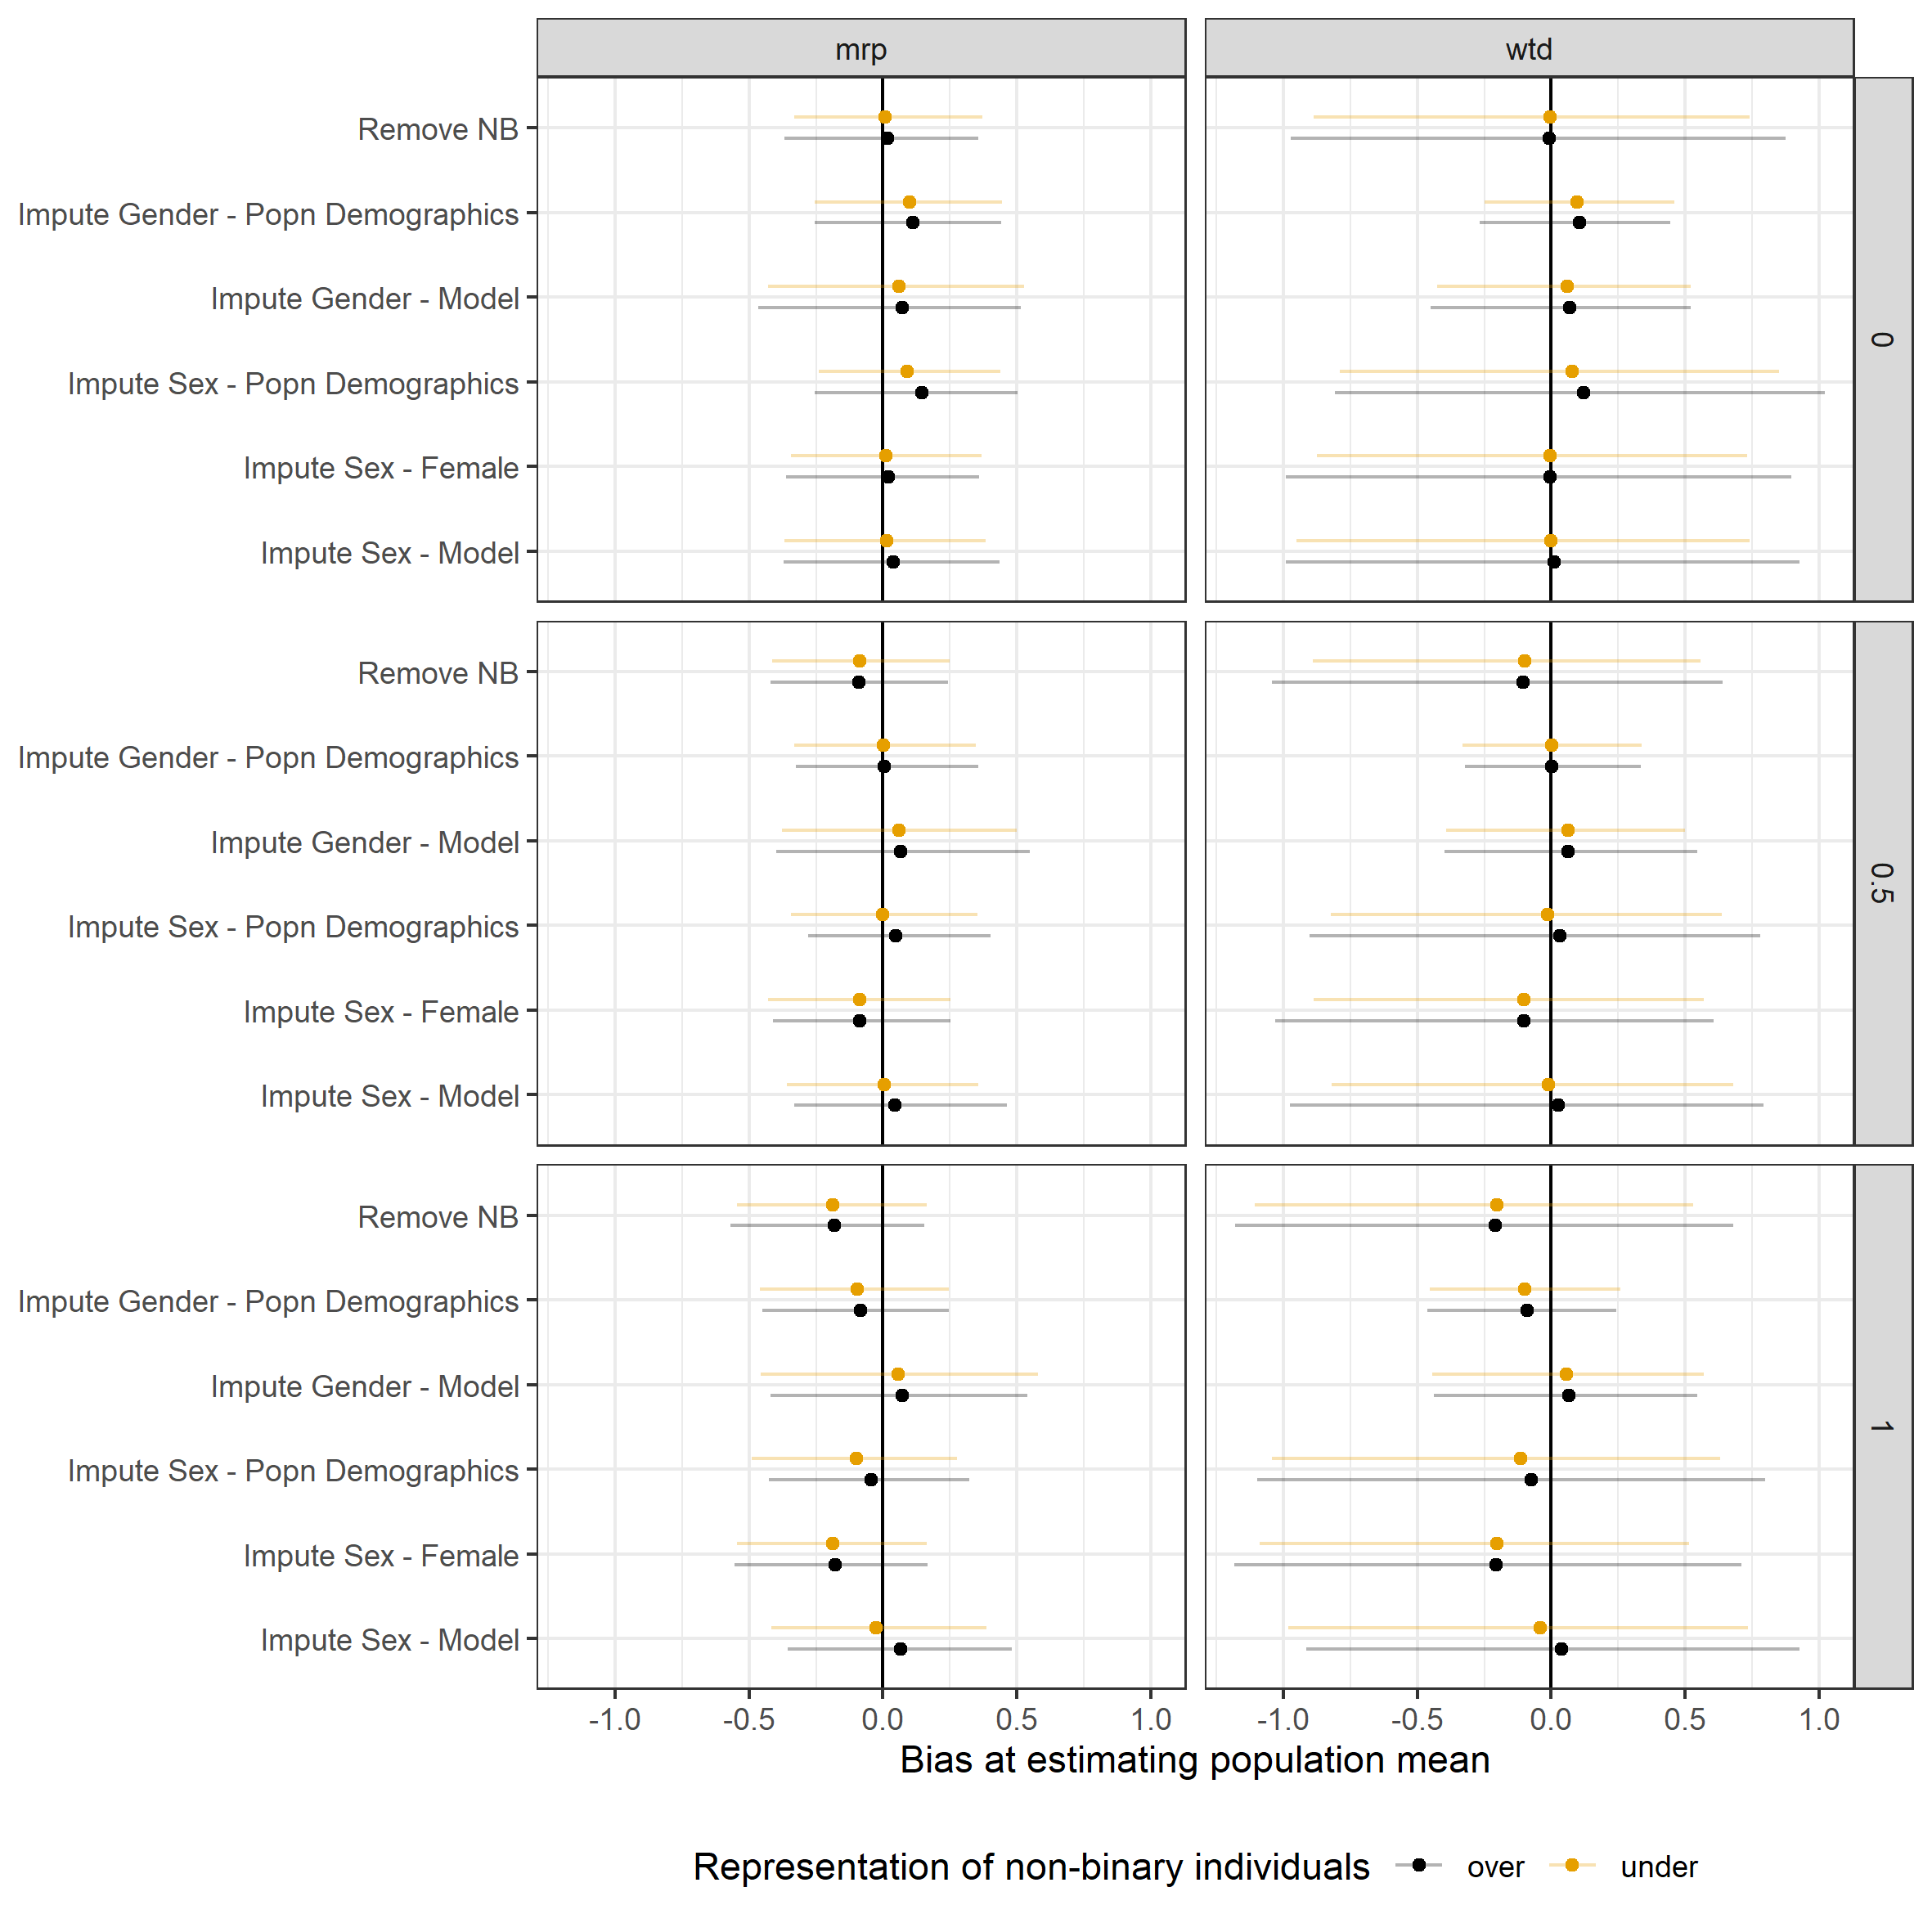 mrp
wtd
Remove NB
Impute Gender - Popn Demographics
Impute Gender - Model
Impute Sex - Popn Demographics
Impute Sex - Female
Impute Sex - Model
0
Remove NB
Impute Gender - Popn Demographics
Impute Gender - Model
Impute Sex - Popn Demographics
Impute Sex - Female
Impute Sex - Model
0.5
Remove NB
Impute Gender - Popn Demographics
Impute Gender - Model
Impute Sex - Popn Demographics
Impute Sex - Female
Impute Sex - Model
1
-1.0 -0.5 0.0 0.5 1.0 -1.0 -0.5 0.0 0.5 1.0
Bias at estimating population mean
Representation of non-binary individuals over under